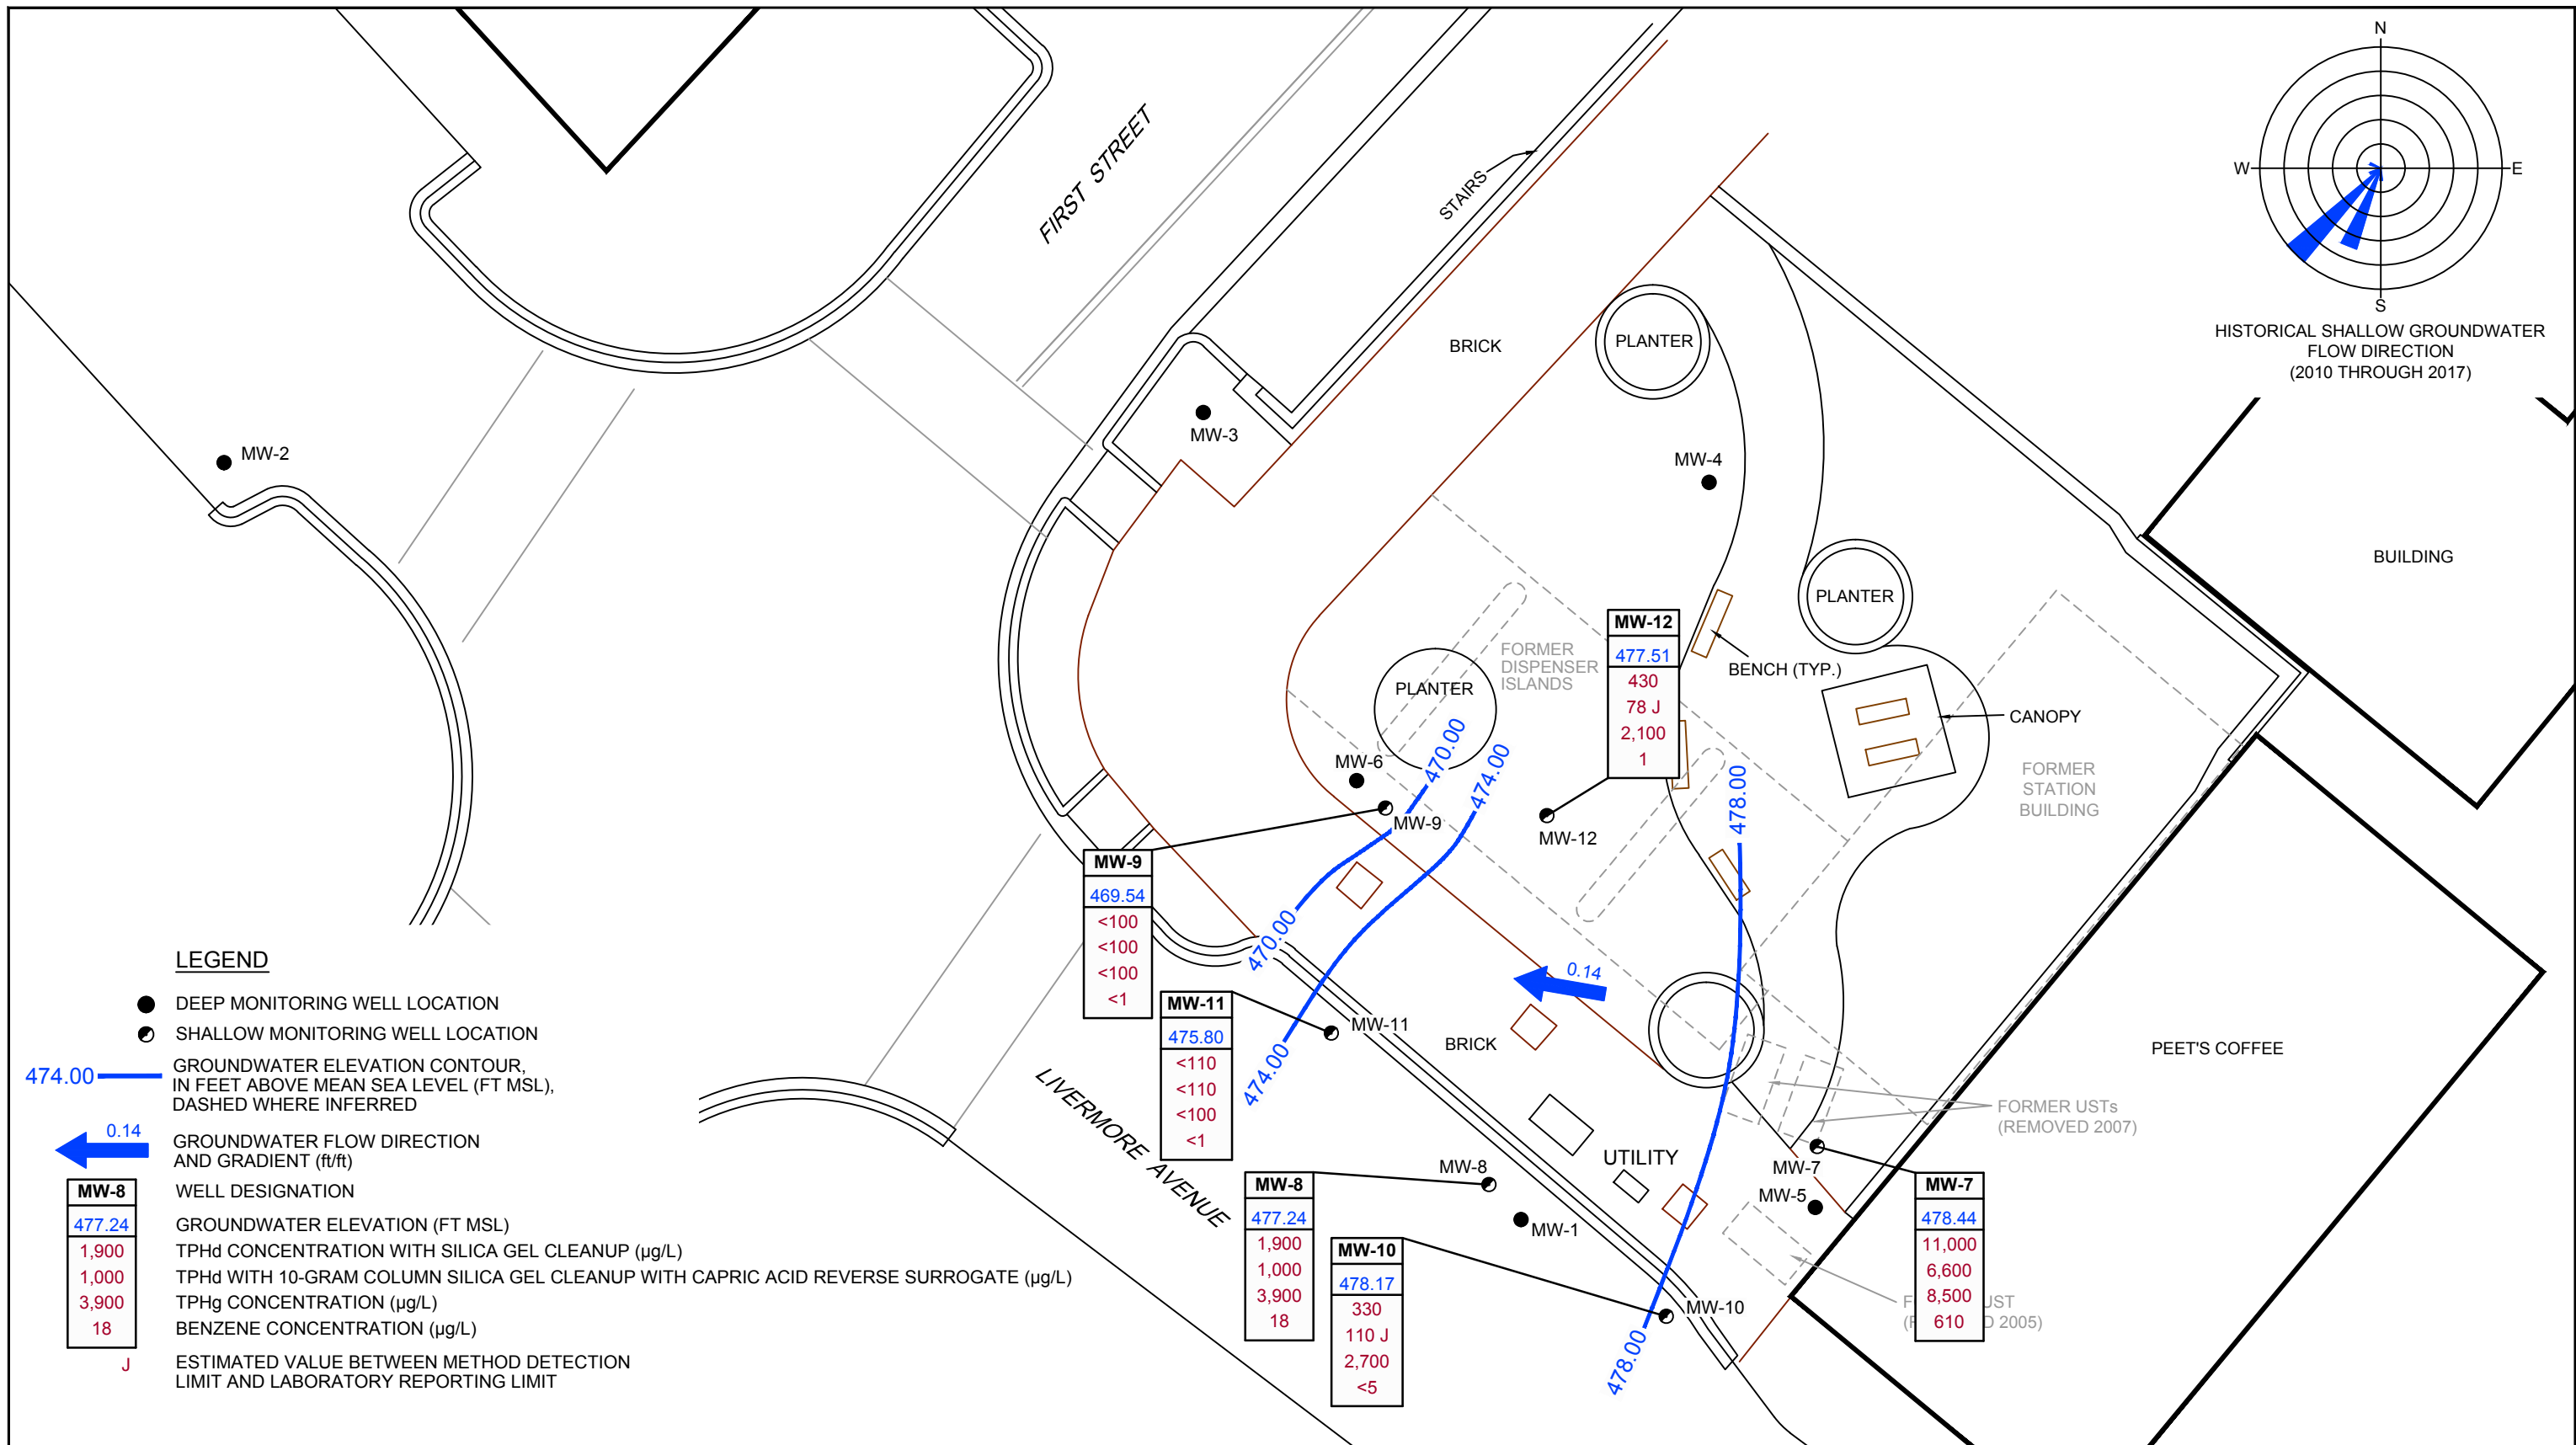 FIRST STREET
STAIRS
N
W
E
S
HISTORICAL SHALLOW GROUNDWATER
FLOW DIRECTION
(2010 THROUGH 2017)
BRICK
PLANTER
MW-3
MW-2
MW-4
BUILDING
PLANTER
FORMER
DISPENSER
ISLANDS
MW-12
477.51
430
78 J
2,100
1
BENCH (TYP.)
PLANTER
CANOPY
470.00
474.00
478.00
FORMER
STATION
BUILDING
MW-6
MW-9
MW-12
MW-9
469.54
<100
<100
<100
<1
470.00
0.14
MW-11
475.80
<110
<110
<100
<1
MW-11
474.00
BRICK
PEET'S COFFEE
LIVERMORE AVENUE
FORMER USTs
(REMOVED 2007)
UTILITY
MW-7
MW-5
MW-7
478.44
11,000
6,600
8,500
610
MW-8
MW-1
MW-8
477.24
1,900
1,000
3,900
18
MW-10
478.17
330
110 J
2,700
<5
MW-10
478.00
UST
2005)
LEGEND
DEEP MONITORING WELL LOCATION
SHALLOW MONITORING WELL LOCATION
474.00
GROUNDWATER ELEVATION CONTOUR,
IN FEET ABOVE MEAN SEA LEVEL (FT MSL),
DASHED WHERE INFERRED
0.14
GROUNDWATER FLOW DIRECTION
AND GRADIENT (ft/ft)
MW-8 WELL DESIGNATION
477.24 GROUNDWATER ELEVATION (FT MSL)
1,900 TPHd CONCENTRATION WITH SILICA GEL CLEANUP (µg/L)
1,000 TPHd WITH 10-GRAM COLUMN SILICA GEL CLEANUP WITH CAPRIC ACID REVERSE SURROGATE (µg/L)
3,900 TPHg CONCENTRATION (µg/L)
18 BENZENE CONCENTRATION (µg/L)
J ESTIMATED VALUE BETWEEN METHOD DETECTION
LIMIT AND LABORATORY REPORTING LIMIT